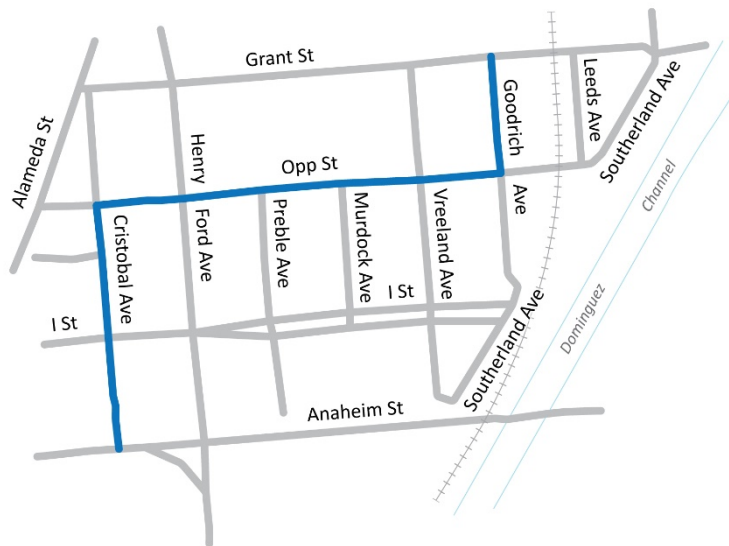 Grant St
Alameda St
Henry
Ford Ave
Opp St
Goodrich
Ave
Leeds Ave
Southerland Ave
Channel
Dominguez
Cristobal Ave
Preble Ave
Murdock Ave
Vreeland Ave
I St
I St
Southerland Ave
Anaheim St